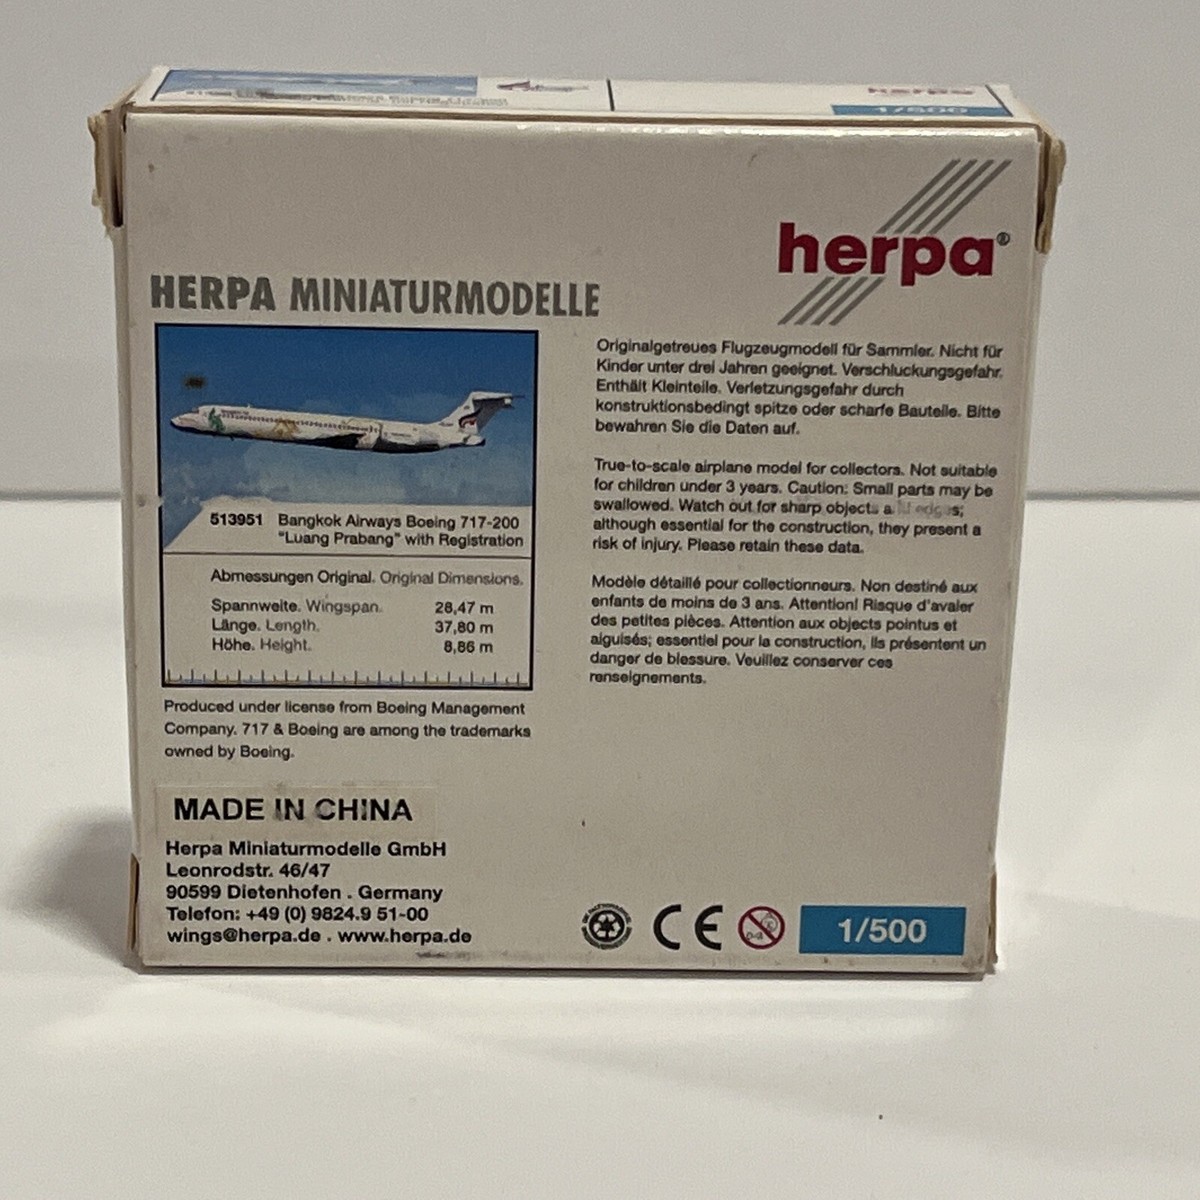 herpa
1/500
herpa®
HERPA MINIATURMODELLE
513951 Bangkok Airways Boeing 717-200
"Luang Prabang" with Registration
Abmessungen Original. Original Dimensions.
Spannweite. Wingspan. 28,47 m
Länge. Length. 37,80 m
Höhe. Height. 8,86 m
Produced under license from Boeing Management
Company. 717 & Boeing are among the trademarks
owned by Boeing.
MADE IN CHINA
Herpa Miniaturmodelle GmbH
Leonrodstr. 46/47
90599 Dietenhofen . Germany
Telefon: +49 (0) 9824.9 51-00
wings@herpa.de . www.herpa.de
Originalgetreues Flugzeugmodell für Sammler. Nicht für
Kinder unter drei Jahren geeignet. Verschluckungsgefahr.
Enthält Kleinteile. Verletzungsgefahr durch
konstruktionsbedingt spitze oder scharfe Bauteile. Bitte
bewahren Sie die Daten auf.
True-to-scale airplane model for collectors. Not suitable
for children under 3 years. Caution: Small parts may be
swallowed. Watch out for sharp objects and edges;
although essential for the construction, they present a
risk of injury. Please retain these data.
Modèle détaillé pour collectionneurs. Non destiné aux
enfants de moins de 3 ans. Attention! Risque d'avaler
des petites pièces. Attention aux objects pointus et
aiguisés; essentiel pour la construction, ils présentent un
danger de blessure. Veuillez conserver ces
renseignements.
CE
0-3
1/500